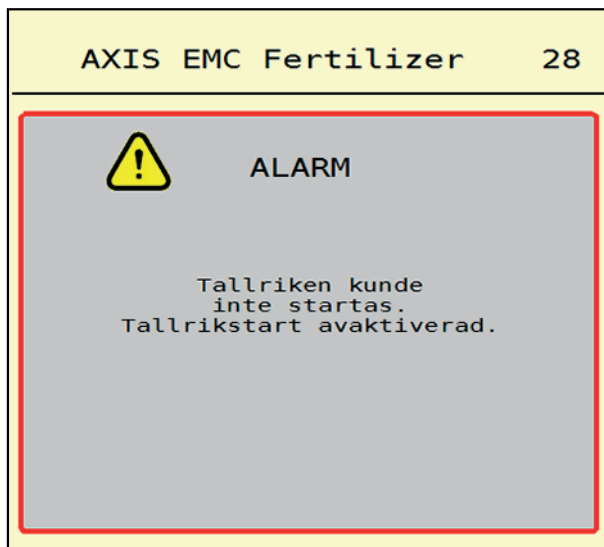 AXIS EMC Fertilizer 28
ALARM
Tallriken kunde
inte startas.
Tallrikstart avaktiverad.